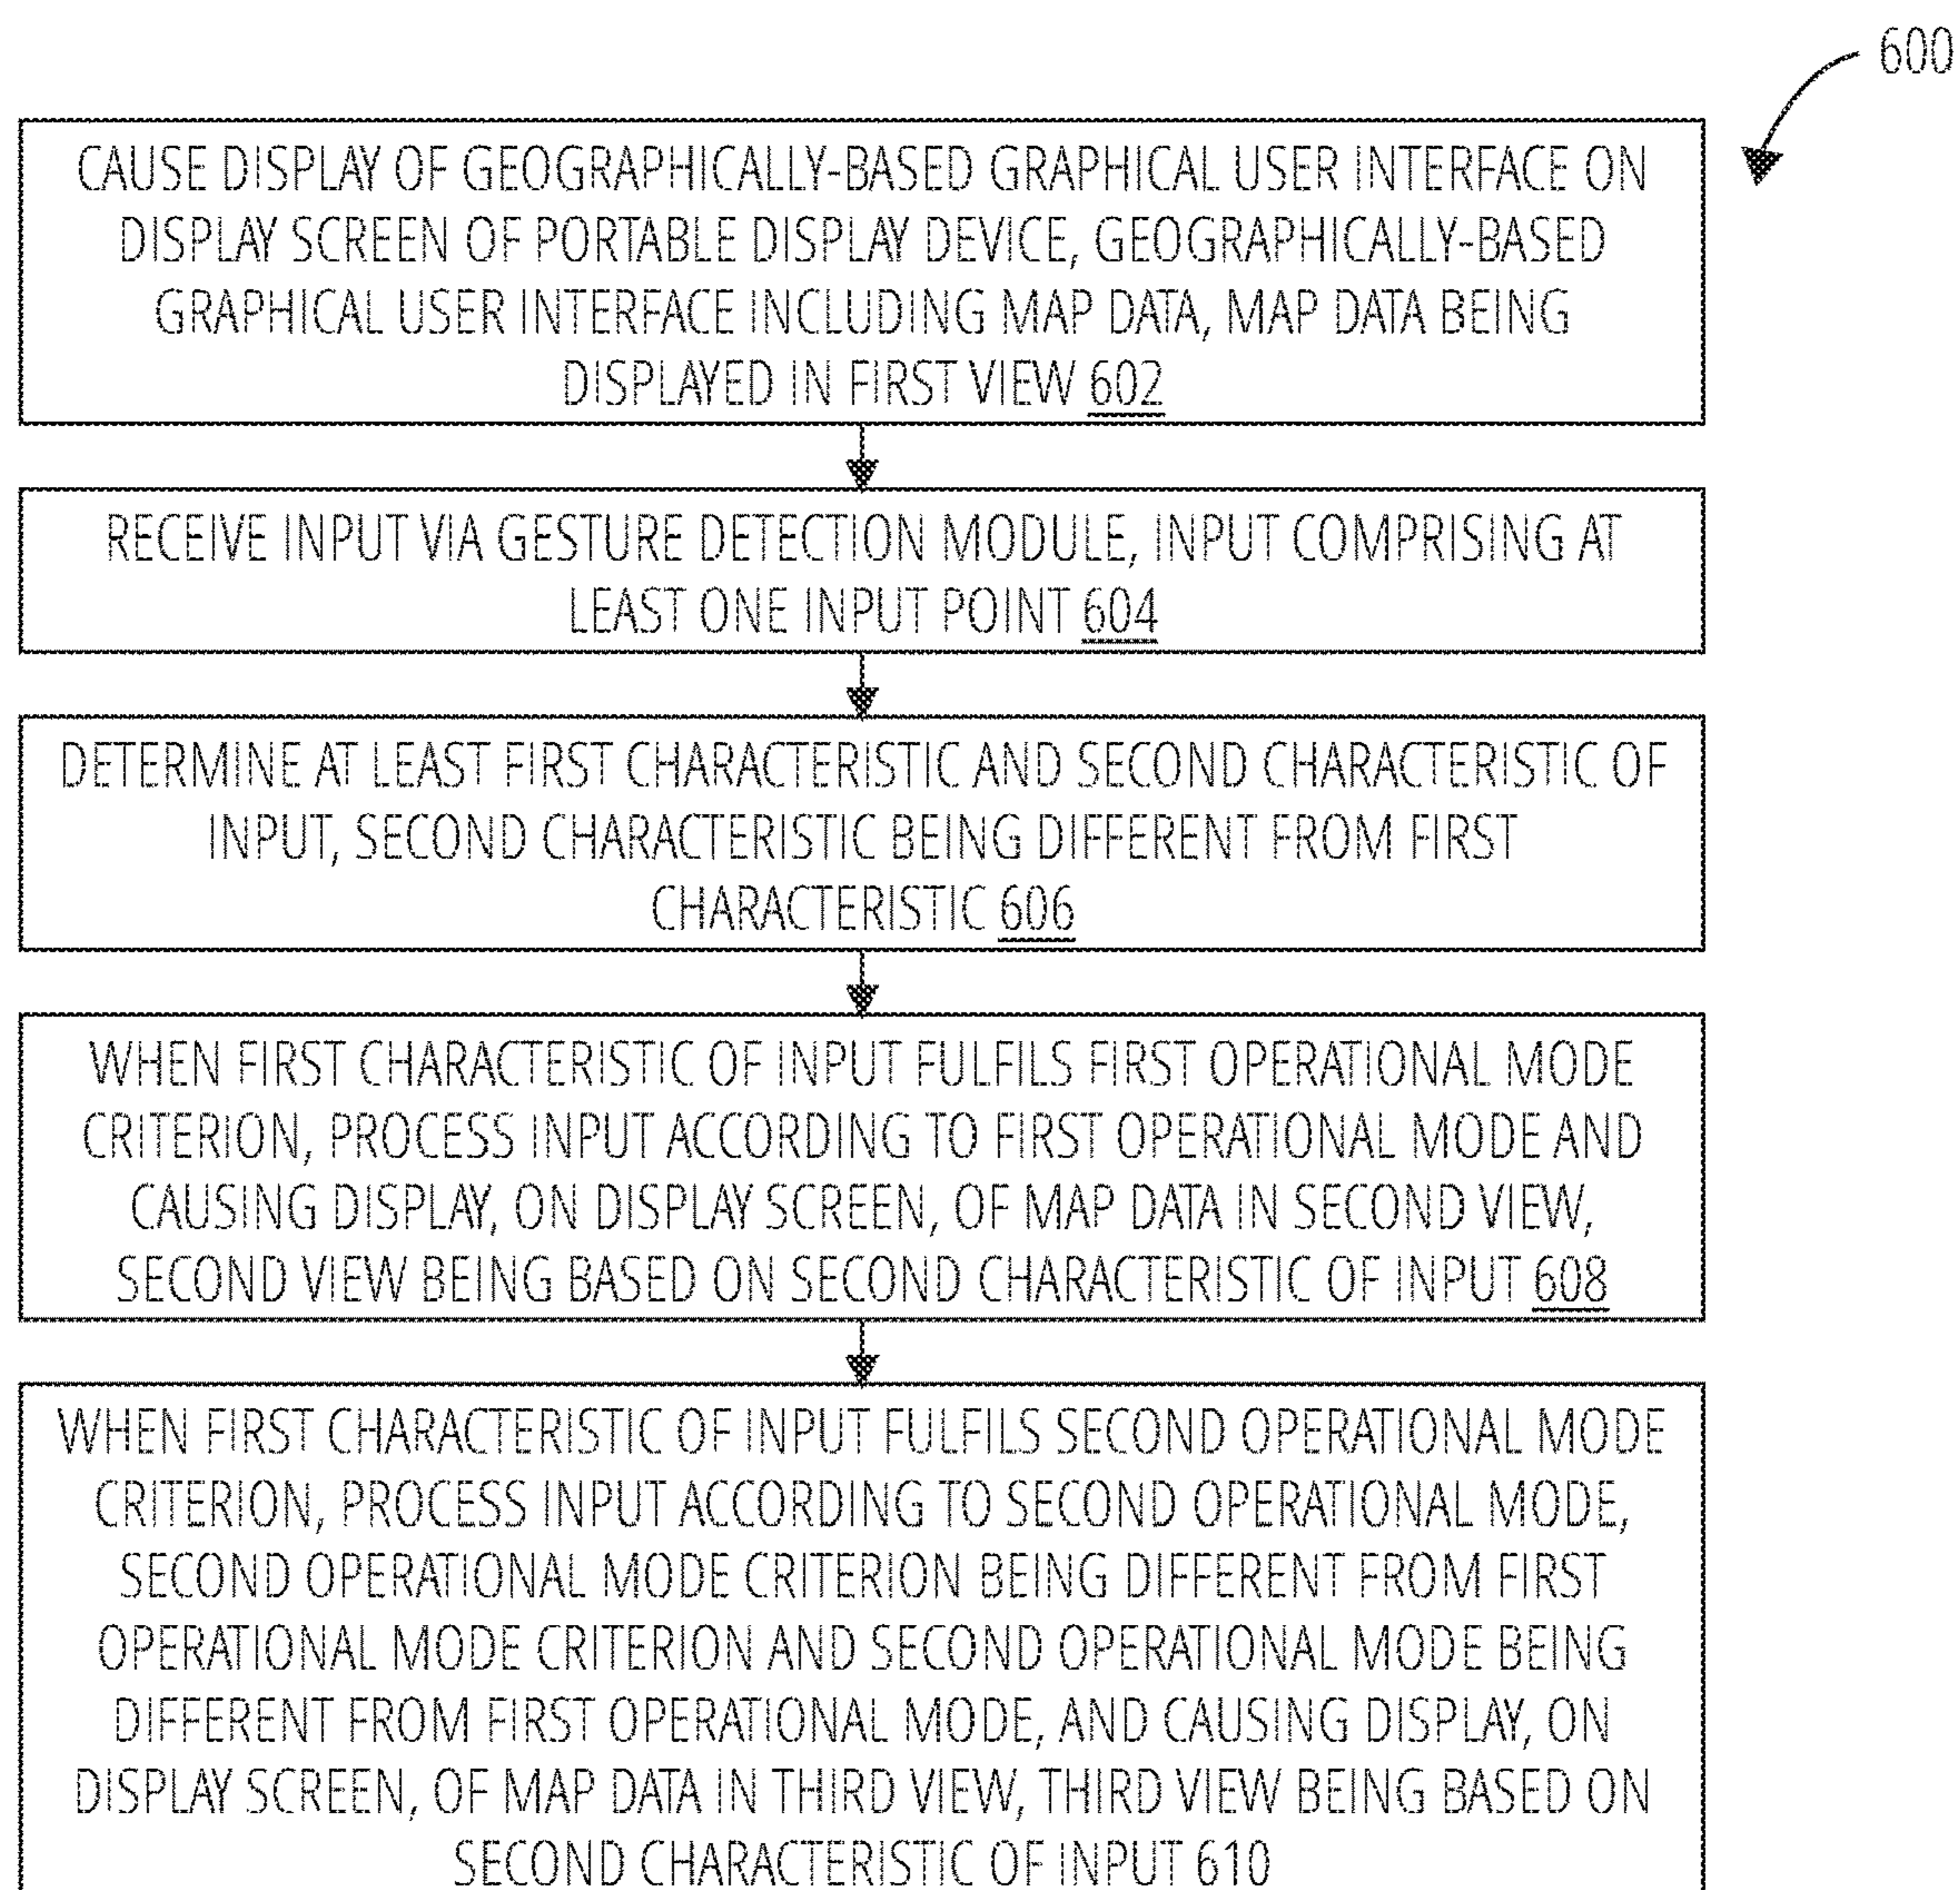 600
CAUSE DISPLAY OF GEOGRAPHICALLY-BASED GRAPHICAL USER INTERFACE ON
DISPLAY SCREEN OF PORTABLE DISPLAY DEVICE, GEOGRAPHICALLY-BASED
GRAPHICAL USER INTERFACE INCLUDING MAP DATA, MAP DATA BEING
DISPLAYED IN FIRST VIEW 602
RECEIVE INPUT VIA GESTURE DETECTION MODULE, INPUT COMPRISING AT
LEAST ONE INPUT POINT 604
DETERMINE AT LEAST FIRST CHARACTERISTIC AND SECOND CHARACTERISTIC OF
INPUT, SECOND CHARACTERISTIC BEING DIFFERENT FROM FIRST
CHARACTERISTIC 606
WHEN FIRST CHARACTERISTIC OF INPUT FULFILS FIRST OPERATIONAL MODE
CRITERION, PROCESS INPUT ACCORDING TO FIRST OPERATIONAL MODE AND
CAUSING DISPLAY, ON DISPLAY SCREEN, OF MAP DATA IN SECOND VIEW,
SECOND VIEW BEING BASED ON SECOND CHARACTERISTIC OF INPUT 608
WHEN FIRST CHARACTERISTIC OF INPUT FULFILS SECOND OPERATIONAL MODE
CRITERION, PROCESS INPUT ACCORDING TO SECOND OPERATIONAL MODE,
SECOND OPERATIONAL MODE CRITERION BEING DIFFERENT FROM FIRST
OPERATIONAL MODE CRITERION AND SECOND OPERATIONAL MODE BEING
DIFFERENT FROM FIRST OPERATIONAL MODE, AND CAUSING DISPLAY, ON
DISPLAY SCREEN, OF MAP DATA IN THIRD VIEW, THIRD VIEW BEING BASED ON
SECOND CHARACTERISTIC OF INPUT 610